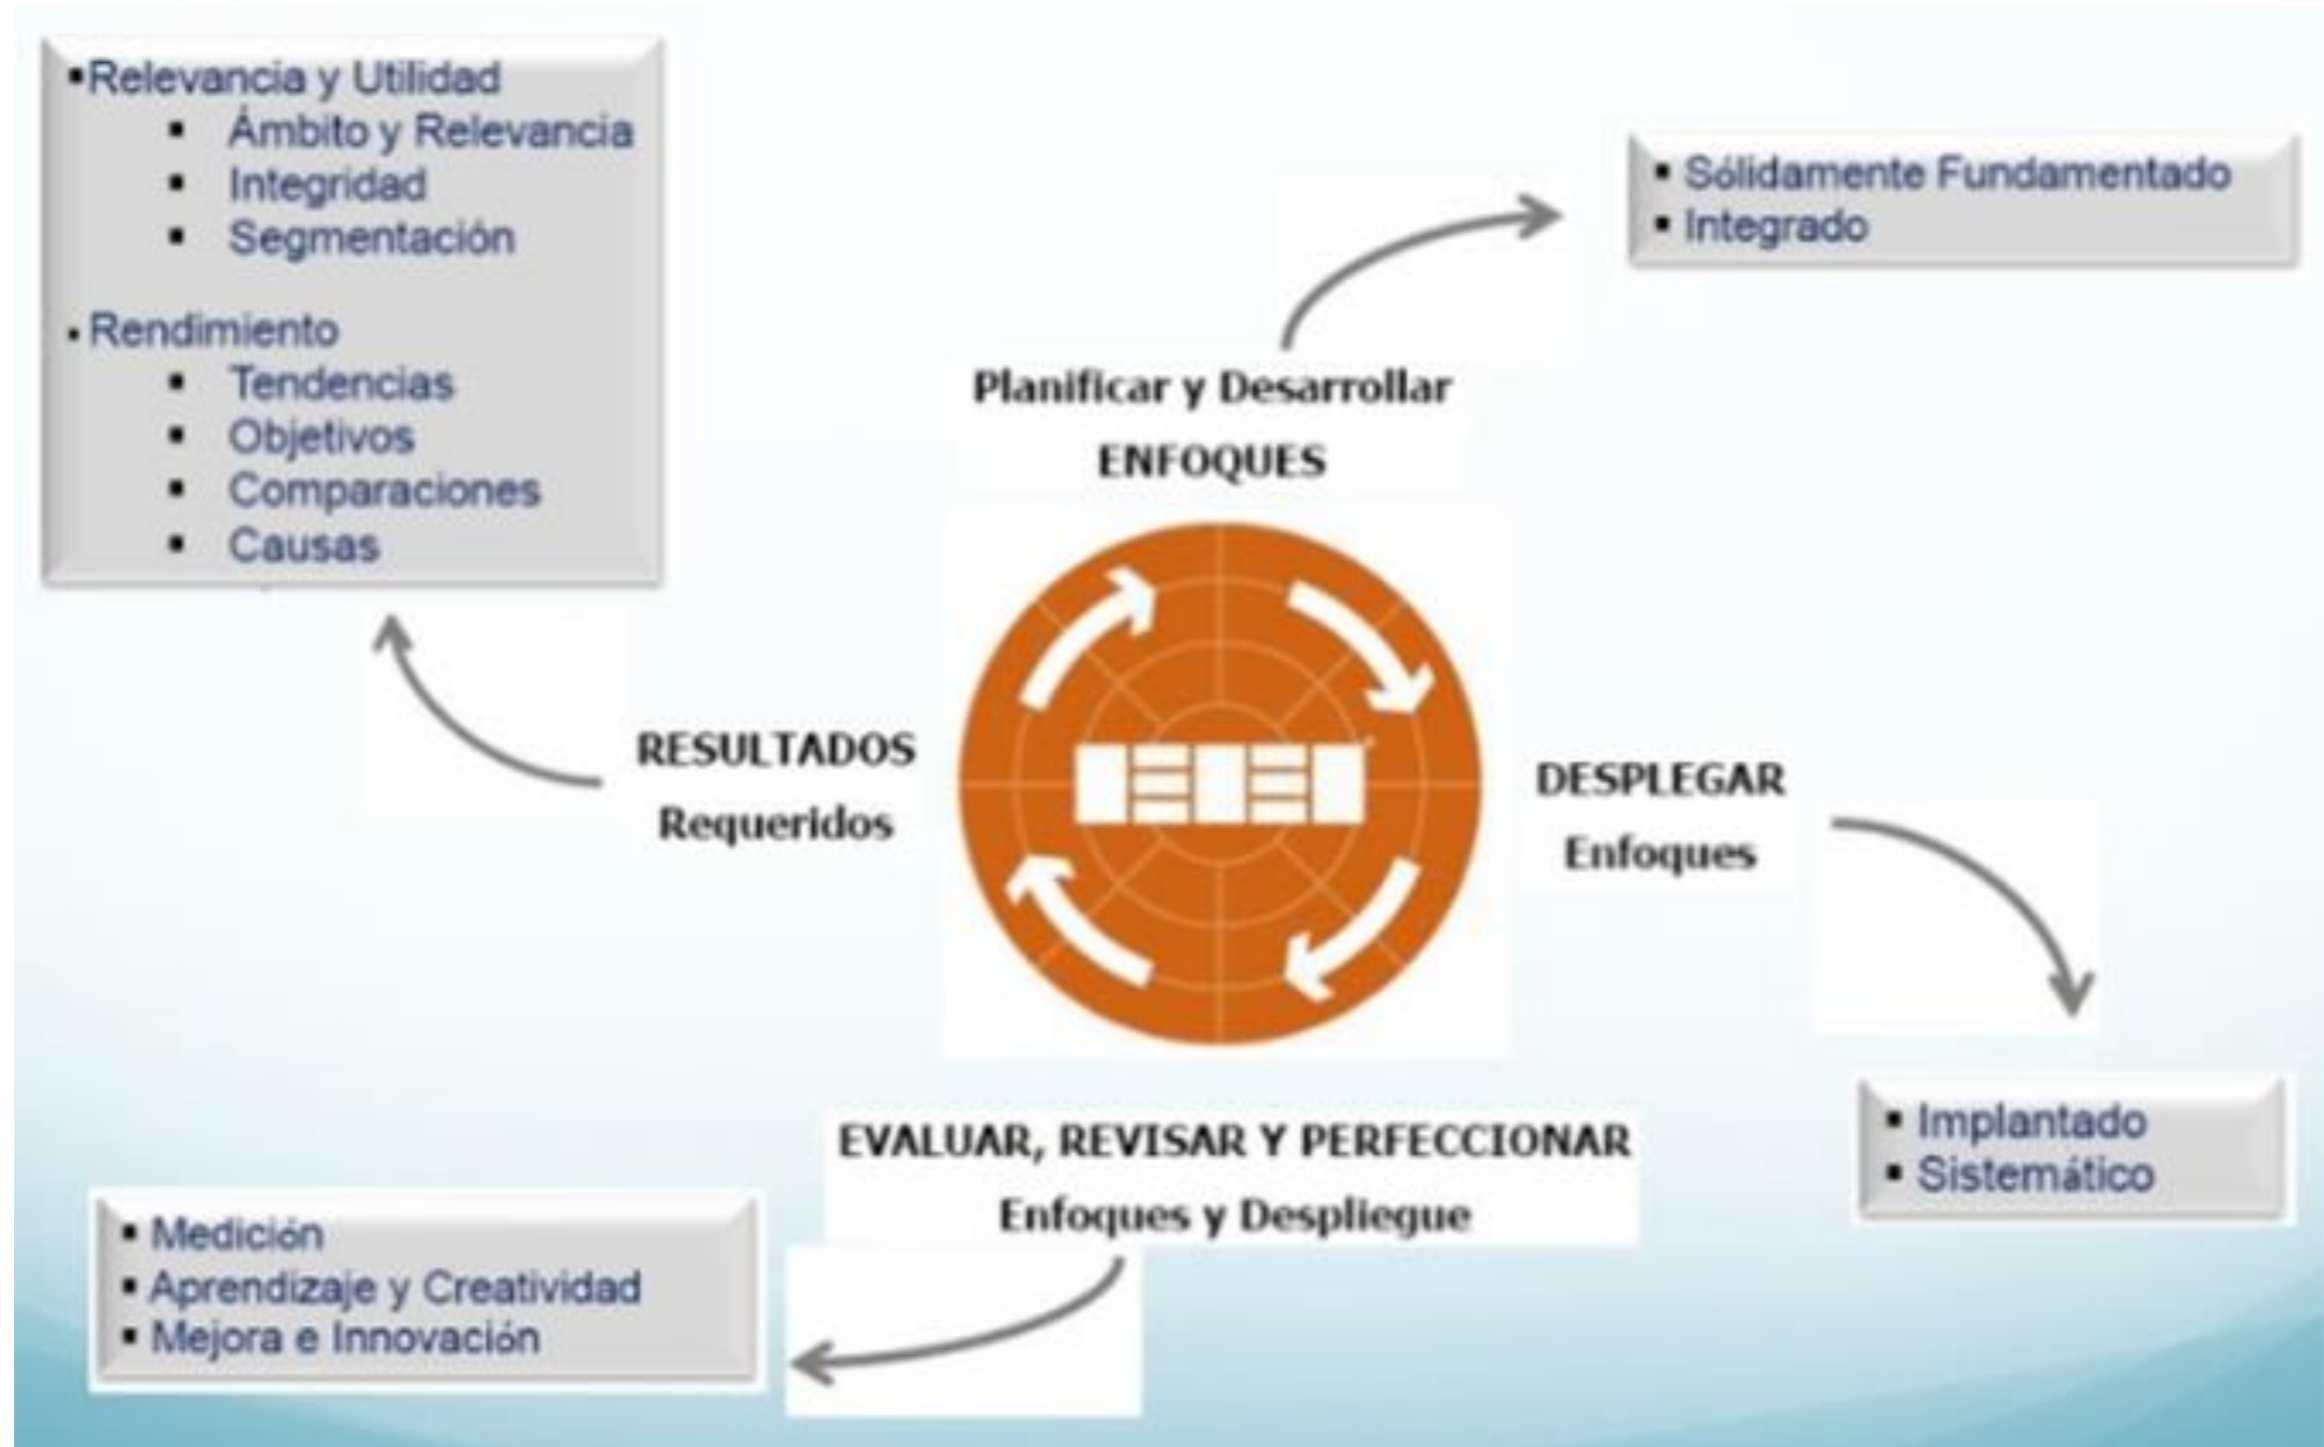 ▪Relevancia y Utilidad
▪ Ámbito y Relevancia
▪ Integridad
▪ Segmentación
▪ Rendimiento
▪ Tendencias
▪ Objetivos
▪ Comparaciones
▪ Causas
▪ Sólidamente Fundamentado
▪ Integrado
Planificar y Desarrollar
ENFOQUES
RESULTADOS
Requeridos
DESPLEGAR
Enfoques
▪ Implantado
▪ Sistemático
EVALUAR, REVISAR Y PERFECCIONAR
Enfoques y Despliegue
▪ Medición
▪ Aprendizaje y Creatividad
▪ Mejora e Innovación